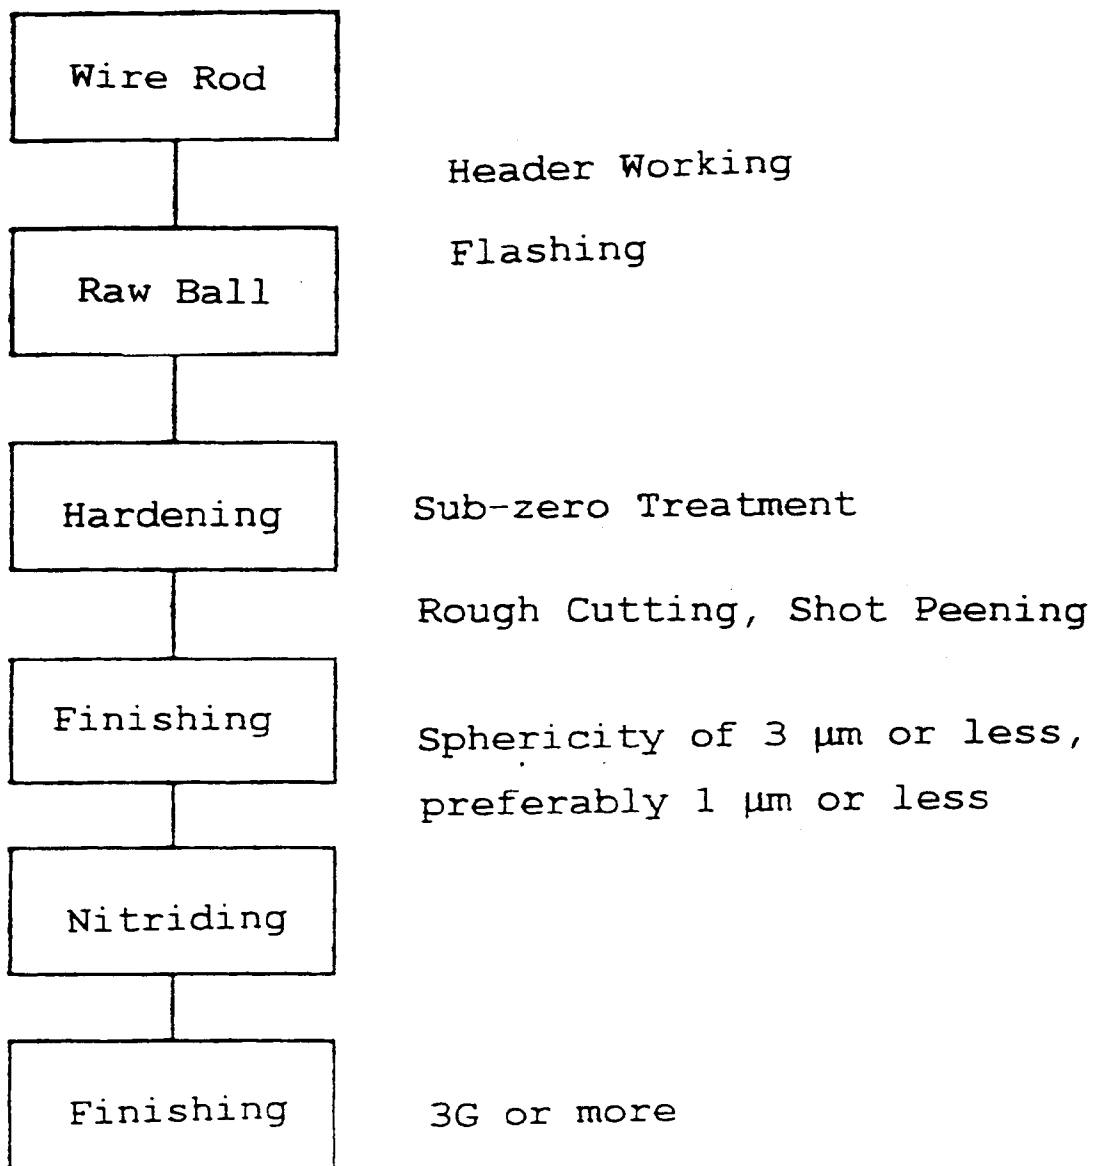 Wire Rod
Header Working
Flashing
Raw Ball
Hardening
Sub-zero Treatment
Rough Cutting, Shot Peening
Finishing
Sphericity of 3 µm or less,
preferably 1 µm or less
Nitriding
Finishing
3G or more